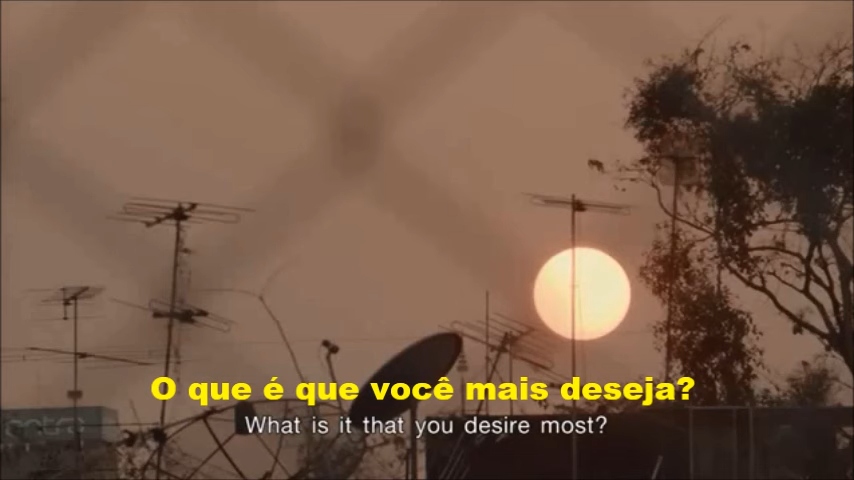 O que é que você mais deseja?
What is it that you desire most?